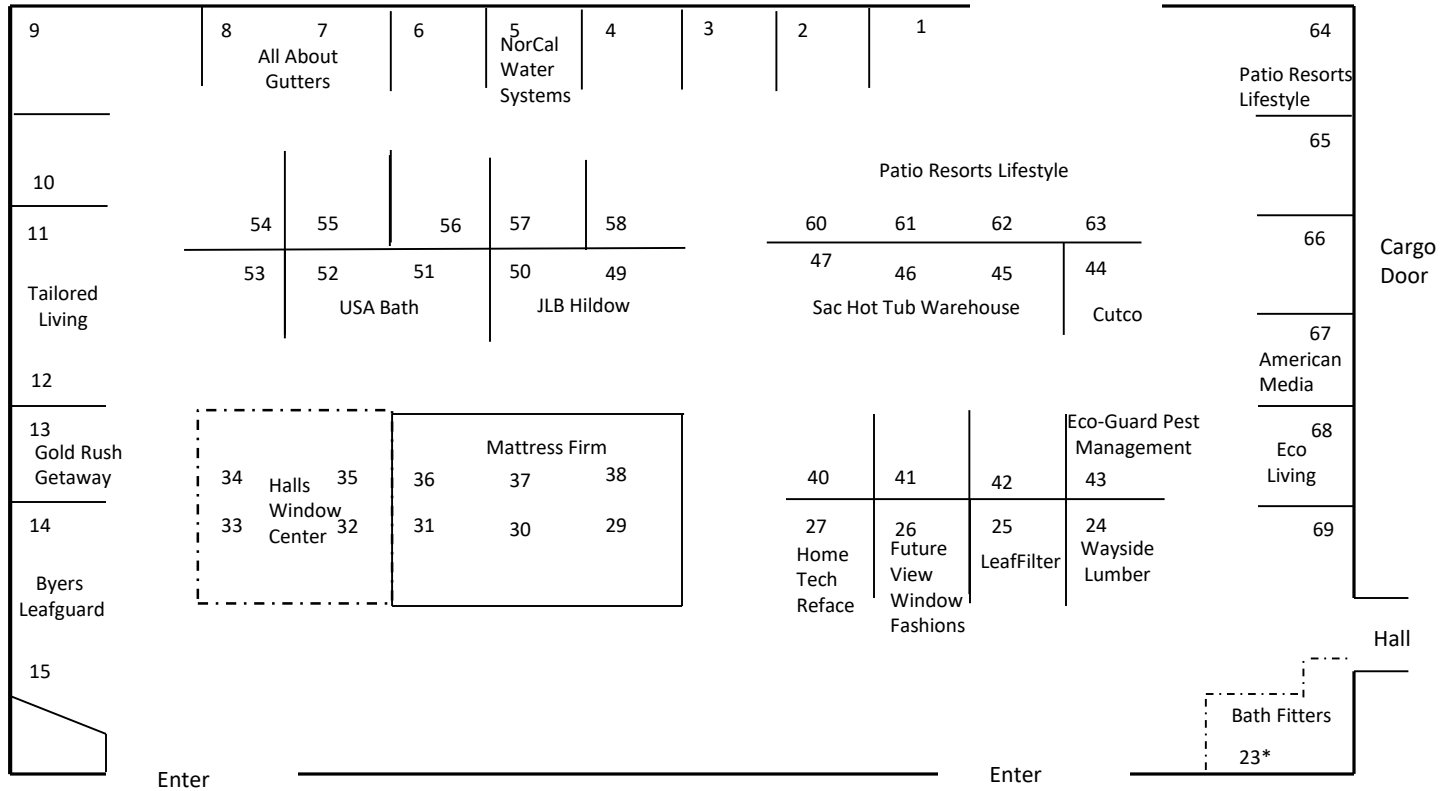 9
8
7
6
5
4
3
2
1
64
All About
Gutters
NorCal
Water
Systems
Patio Resorts
Lifestyle
65
10
Patio Resorts Lifestyle
11
54
55
56
57
58
60
61
62
63
66
Cargo
Door
53
52
51
50
49
47
46
45
44
Tailored
Living
USA Bath
JLB Hildow
Sac Hot Tub Warehouse
Cutco
67
American
Media
12
13
Gold Rush
Getaway
Mattress Firm
Eco-Guard Pest
Management
68
Eco
Living
34
35
36
37
38
40
41
42
43
Halls
Window
Center
33
32
31
30
29
27
26
25
24
69
14
Home
Tech
Reface
Future
View
Window
Fashions
LeafFilter
Wayside
Lumber
Byers
Leafguard
15
Hall
Bath Fitters
23*
Enter
Enter